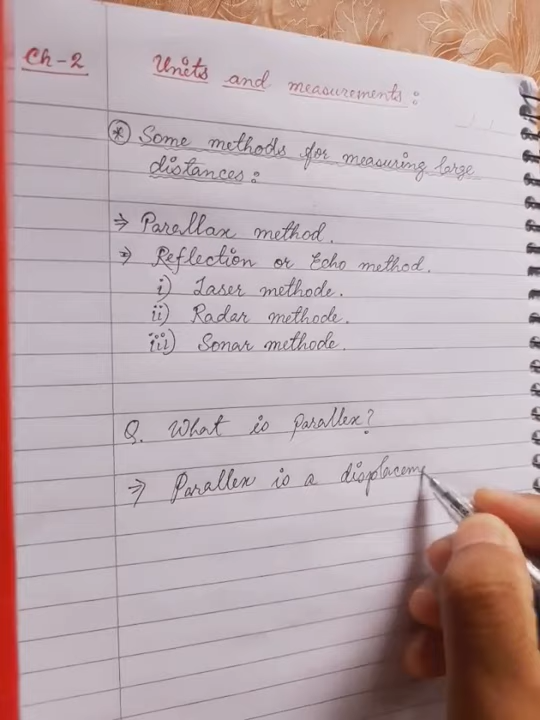 Ch-2
Units and measurements:
* Some methods for measuring large
distances:
⇒ Parallax method.
⇒ Reflection or Echo method.
i) Laser methode.
ii) Radar methode.
iii) Sonar methode.
Q. What is parallex?
⇒ Parallex is a displaceme